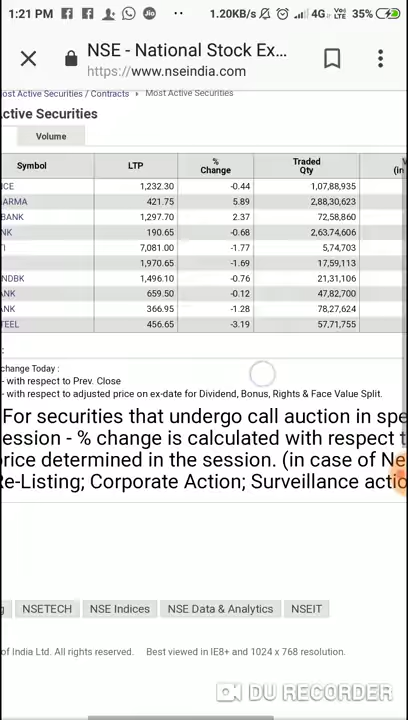 1:21 PM 1.20KB/s 4G VoLTE 35%
NSE - National Stock Ex...
https://www.nseindia.com
ost Active Securities / Contracts › Most Active Securities
ctive Securities
Volume
Symbol LTP % Change Traded Qty
CE 1,232.30 -0.44 1,07,88,935
ARMA 421.75 5.89 2,88,30,623
BANK 1,297.70 2.37 72,58,860
NK 190.65 -0.68 2,63,74,606
TI 7,081.00 -1.77 5,74,703
1,970.65 -1.69 17,59,113
NDBK 1,496.10 -0.76 21,31,106
ANK 659.50 -0.12 47,82,700
ANK 366.95 -1.28 78,27,624
TEEL 456.65 -3.19 57,71,755
:
change Today :
- with respect to Prev. Close
- with respect to adjusted price on ex-date for Dividend, Bonus, Rights & Face Value Split.
For securities that undergo call auction in spe
ession - % change is calculated with respect t
rice determined in the session. (in case of Ne
Re-Listing; Corporate Action; Surveillance actio
g NSETECH NSE Indices NSE Data & Analytics NSEIT
of India Ltd. All rights reserved. Best viewed in IE8+ and 1024 x 768 resolution.
DU RECORDER